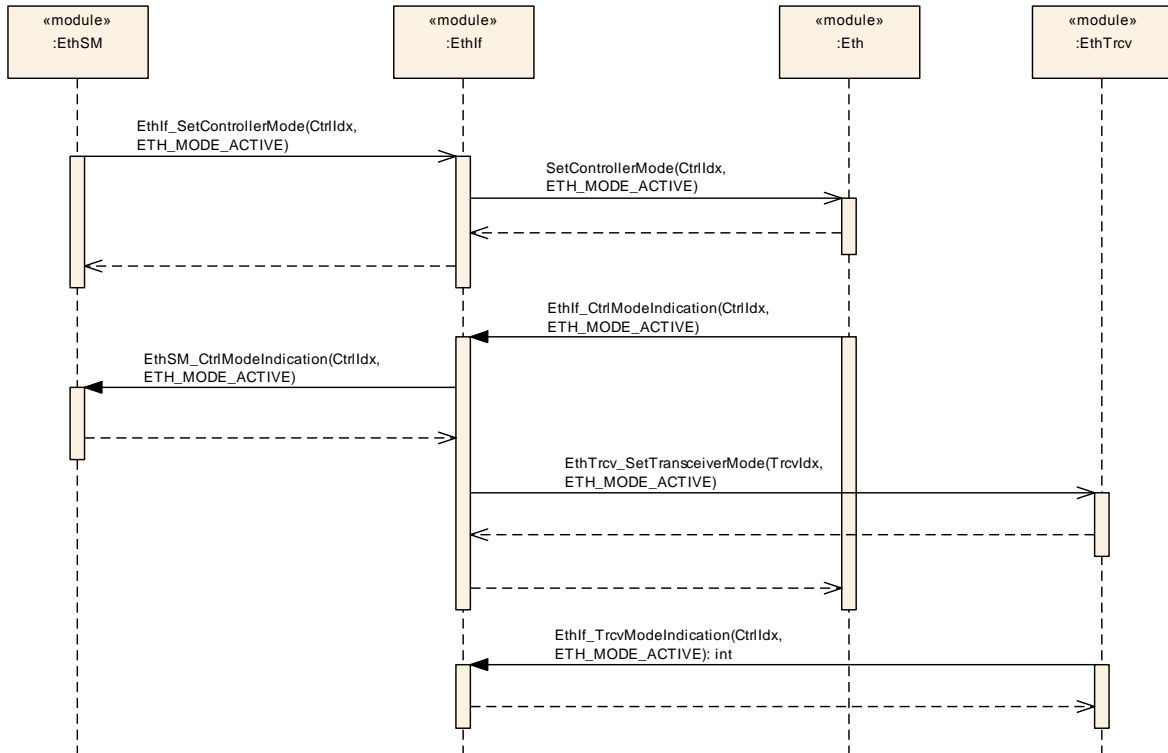 «module»
:EthSM
«module»
:EthIf
«module»
:Eth
«module»
:EthTrcv
EthIf_SetControllerMode(CtrlIdx,
ETH_MODE_ACTIVE)
SetControllerMode(CtrlIdx,
ETH_MODE_ACTIVE)
EthIf_CtrlModeIndication(CtrlIdx,
ETH_MODE_ACTIVE)
EthSM_CtrlModeIndication(CtrlIdx,
ETH_MODE_ACTIVE)
EthTrcv_SetTransceiverMode(TrcvIdx,
ETH_MODE_ACTIVE)
EthIf_TrcvModeIndication(CtrlIdx,
ETH_MODE_ACTIVE): int